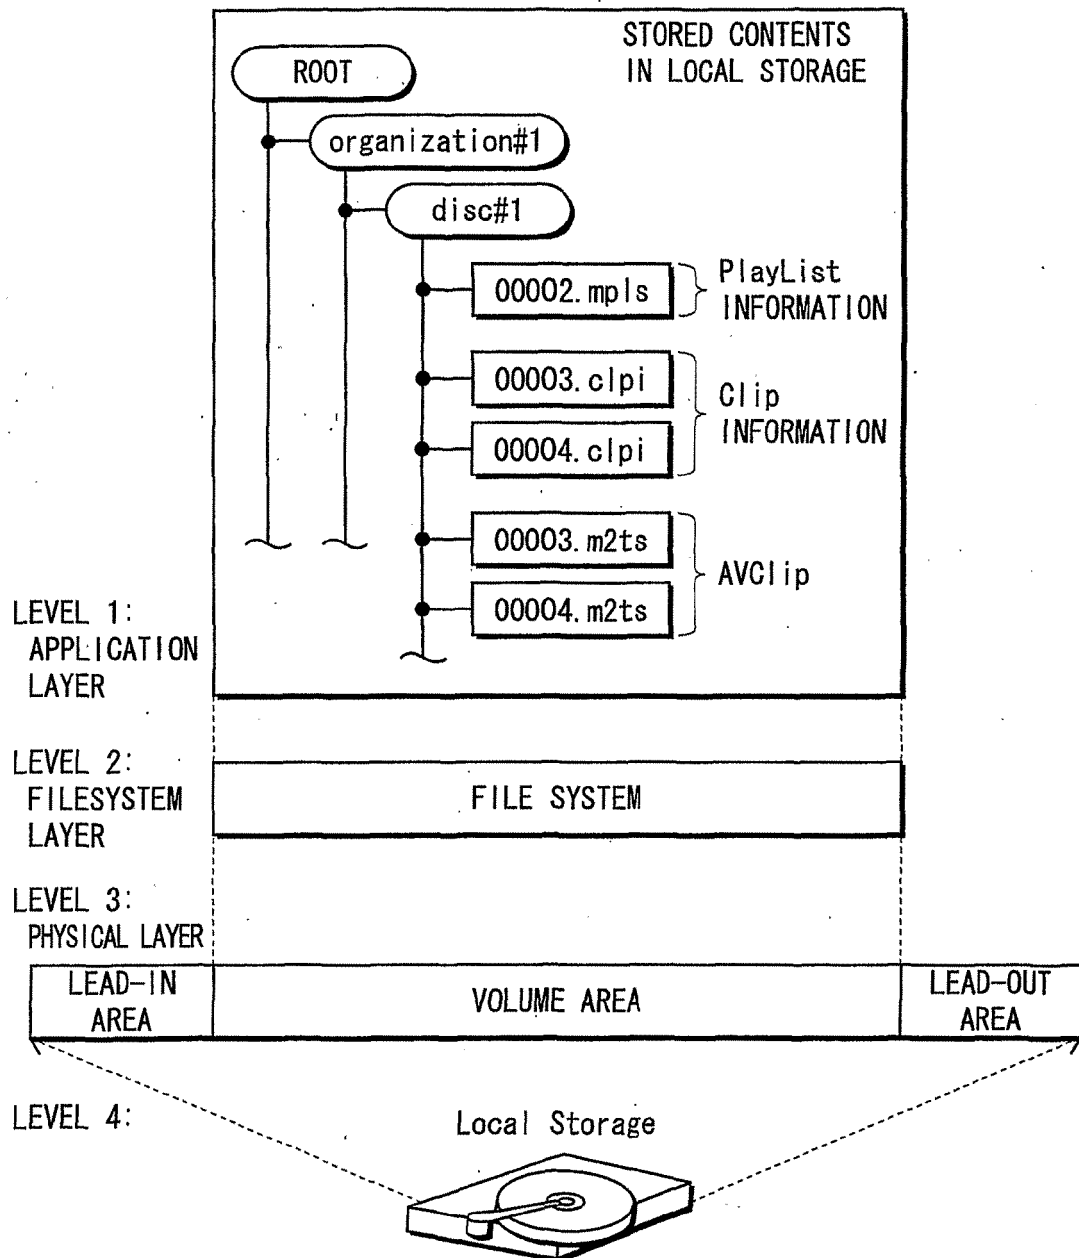 STORED CONTENTS
IN LOCAL STORAGE
ROOT
organization#1
disc#1
00002.mpls
PlayList
INFORMATION
00003.clpi
Clip
INFORMATION
00004.clpi
00003.m2ts
AVClip
00004.m2ts
LEVEL 1:
APPLICATION
LAYER
LEVEL 2:
FILESYSTEM
LAYER
FILE SYSTEM
LEVEL 3:
PHYSICAL LAYER
LEAD-IN
AREA
VOLUME AREA
LEAD-OUT
AREA
LEVEL 4:
Local Storage